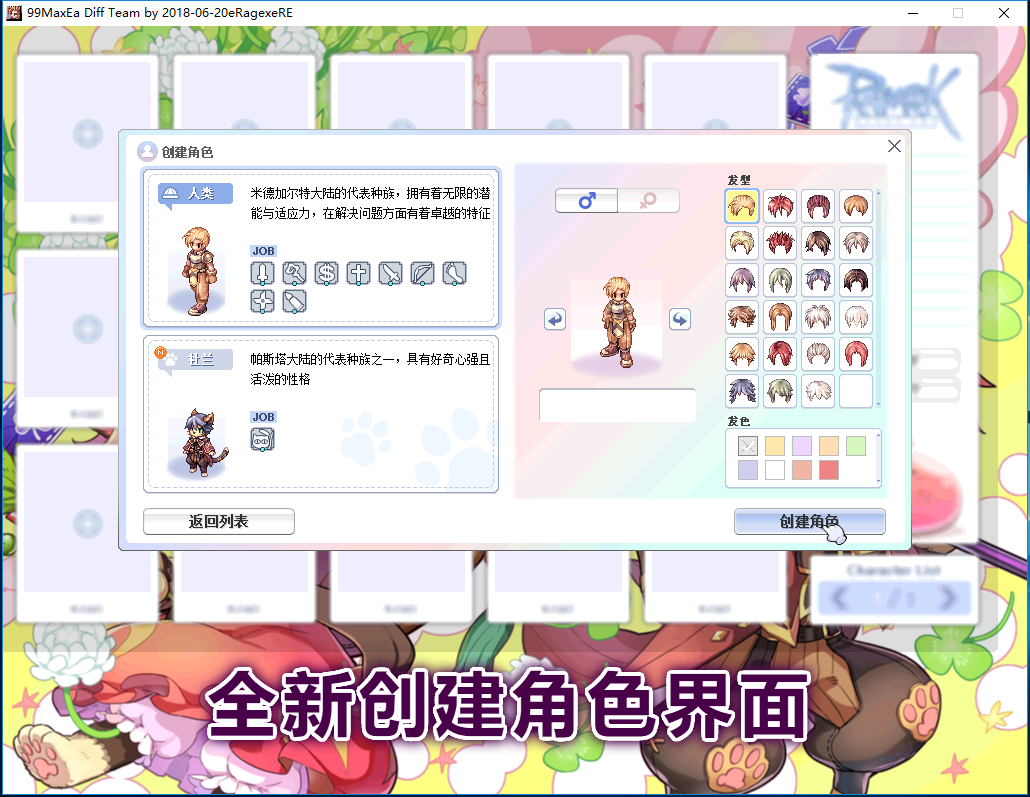 99MaxEa Diff Team by 2018-06-20eRagexeRE
创建角色
人类
米德加尔特大陆的代表种族，拥有着无限的潜
能与适应力，在解决问题方面有着卓越的特征
JOB
N
杜兰
帕斯塔大陆的代表种族之一，具有好奇心强且
活泼的性格
JOB
发型
发色
返回列表
创建角色
Character List
全新创建角色界面